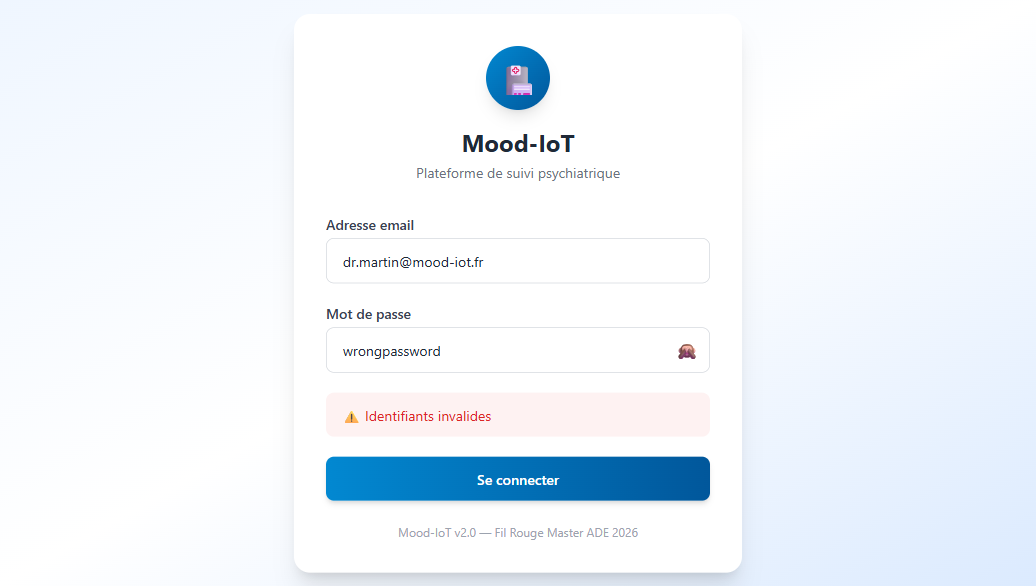 Mood-IoT
Plateforme de suivi psychiatrique
Adresse email
dr.martin@mood-iot.fr
Mot de passe
wrongpassword
Identifiants invalides
Se connecter
Mood-IoT v2.0 — Fil Rouge Master ADE 2026